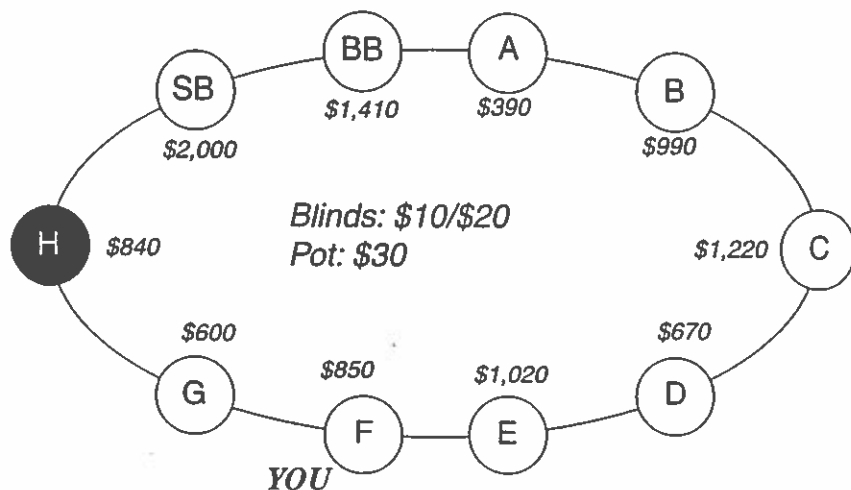 BB
A
SB
B
$1,410
$390
$2,000
$990
Blinds: $10/$20
Pot: $30
H
$840
$1,220
C
$600
$850
$1,020
$670
G
F
E
D
YOU